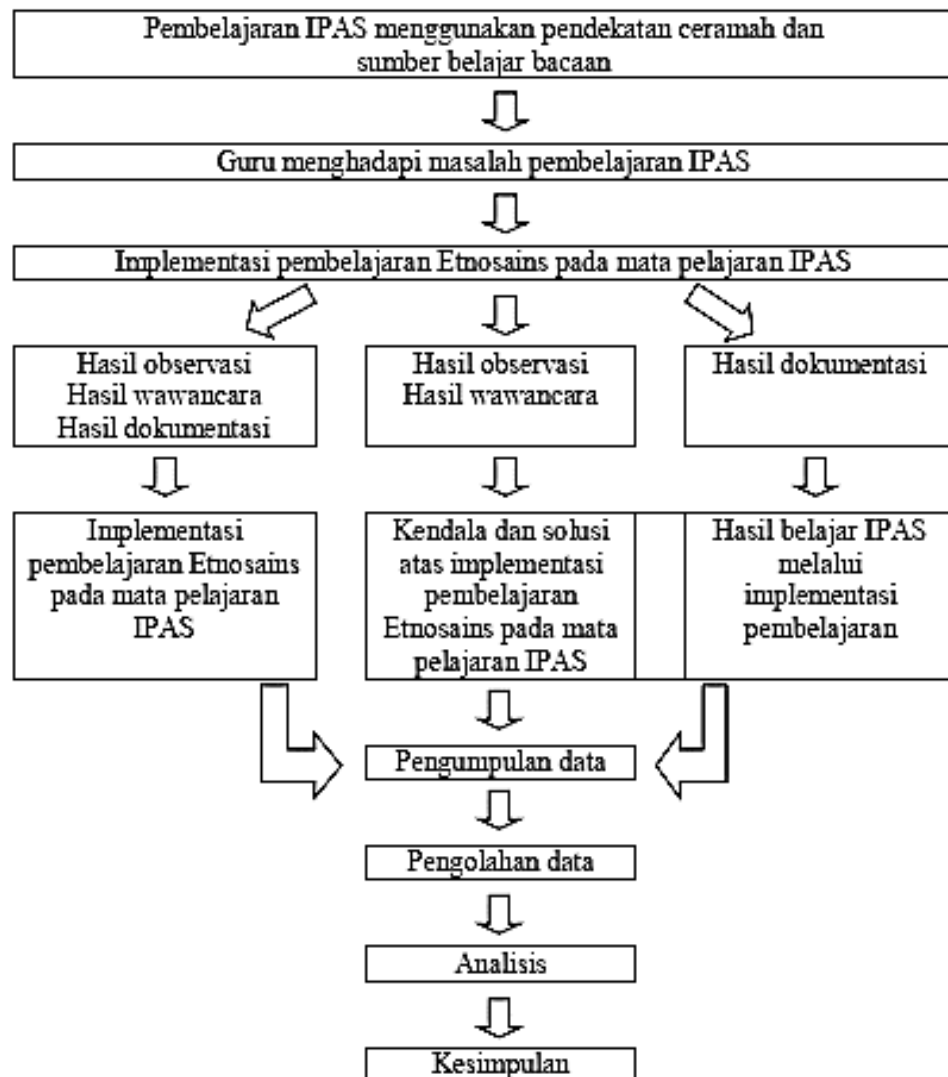 Pembelajaran IPAS menggunakan pendekatan ceramah dan
sumber belajar bacaan
Guru menghadapi masalah pembelajaran IPAS
Implementasi pembelajaran Etnosains pada mata pelajaran IPAS
Hasil observasi
Hasil wawancara
Hasil dokumentasi
Hasil observasi
Hasil wawancara
Hasil dokumentasi
Implementasi
pembelajaran Etnosains
pada mata pelajaran
IPAS
Kendala dan solusi
atas implementasi
pembelajaran
Etnosains pada mata
pelajaran IPAS
Hasil belajar IPAS
melalui
implementasi
pembelajaran
Pengumpulan data
Pengolahan data
Analisis
Kesimpulan